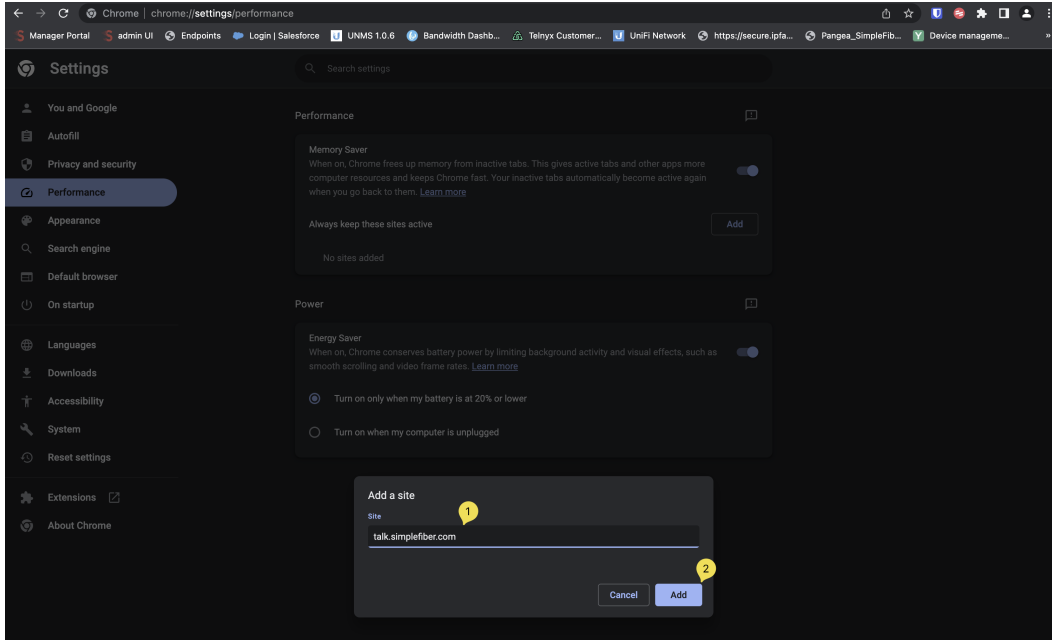 Chrome | chrome://settings/performance
Manager Portal admin UI Endpoints Login | Salesforce UNMS 1.0.6 Bandwidth Dashb... Telnyx Customer... UniFi Network https://secure.ipfa... Pangea_SimpleFib... Device manageme... »
Settings
Search settings
You and Google
Autofill
Privacy and security
Performance
Appearance
Search engine
Default browser
On startup
Languages
Downloads
Accessibility
System
Reset settings
Extensions
About Chrome
Performance
Memory Saver
When on, Chrome frees up memory from inactive tabs. This gives active tabs and other apps more
computer resources and keeps Chrome fast. Your inactive tabs automatically become active again
when you go back to them. Learn more
Always keep these sites active
Add
No sites added
Power
Energy Saver
When on, Chrome conserves battery power by limiting background activity and visual effects, such as
smooth scrolling and video frame rates. Learn more
Turn on only when my battery is at 20% or lower
Turn on when my computer is unplugged
Add a site
Site
1
talk.simplefiber.com
2
Cancel Add